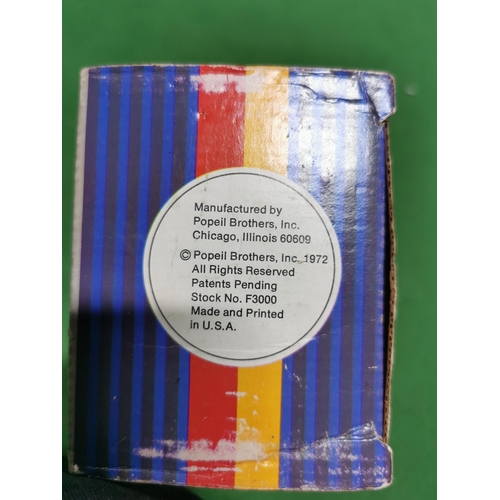 Manufactured by
Popeil Brothers, Inc.
Chicago, Illinois 60609
© Popeil Brothers, Inc. 1972
All Rights Reserved
Patents Pending
Stock No. F3000
Made and Printed
in U.S.A.